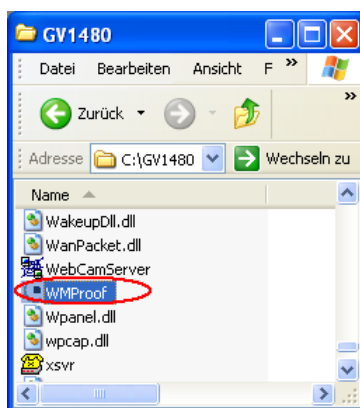 GV1480
Datei Bearbeiten Ansicht F »
Zurück »
Adresse C:\GV1480 Wechseln zu
Name
WakeupDll.dll
WanPacket.dll
WebCamServer
WMProof
Wpanel.dll
wpcap.dll
xsvr